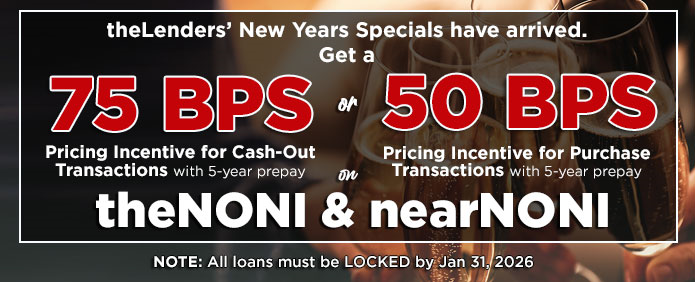 theLenders’ New Years Specials have arrived.
Get a
75 BPS or 50 BPS
Pricing Incentive for Cash-Out
Transactions with 5-year prepay
on
Pricing Incentive for Purchase
Transactions with 5-year prepay
theNONI & nearNONI
NOTE: All loans must be LOCKED by Jan 31, 2026